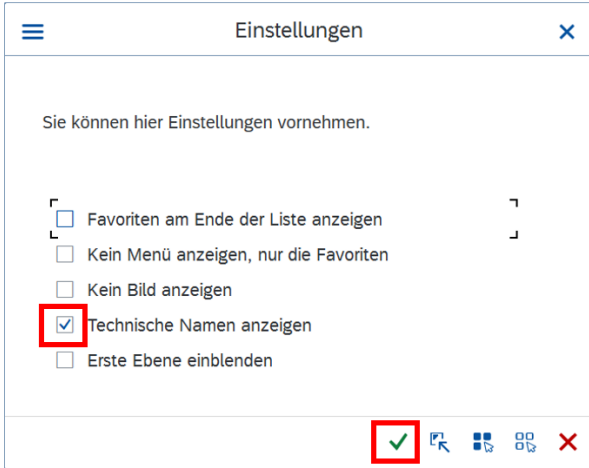 Einstellungen
Sie können hier Einstellungen vornehmen.
Favoriten am Ende der Liste anzeigen
Kein Menü anzeigen, nur die Favoriten
Kein Bild anzeigen
Technische Namen anzeigen
Erste Ebene einblenden